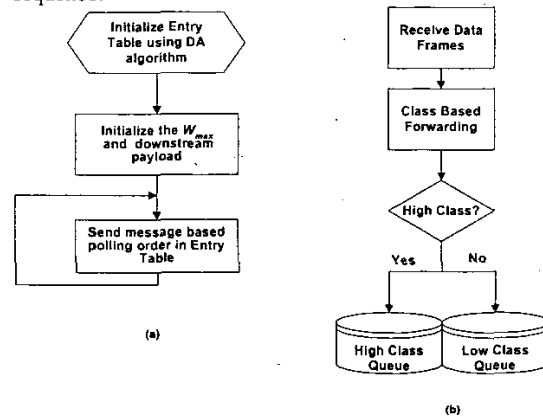 Initialize Entry
Table using DA
algorithm
Initialize the W_max
and downstream
payload
Send message based
polling order in Entry
Table
(a)
Receive Data
Frames
Class Based
Forwarding
High Class?
Yes No
High Class
Queue
Low Class
Queue
(b)